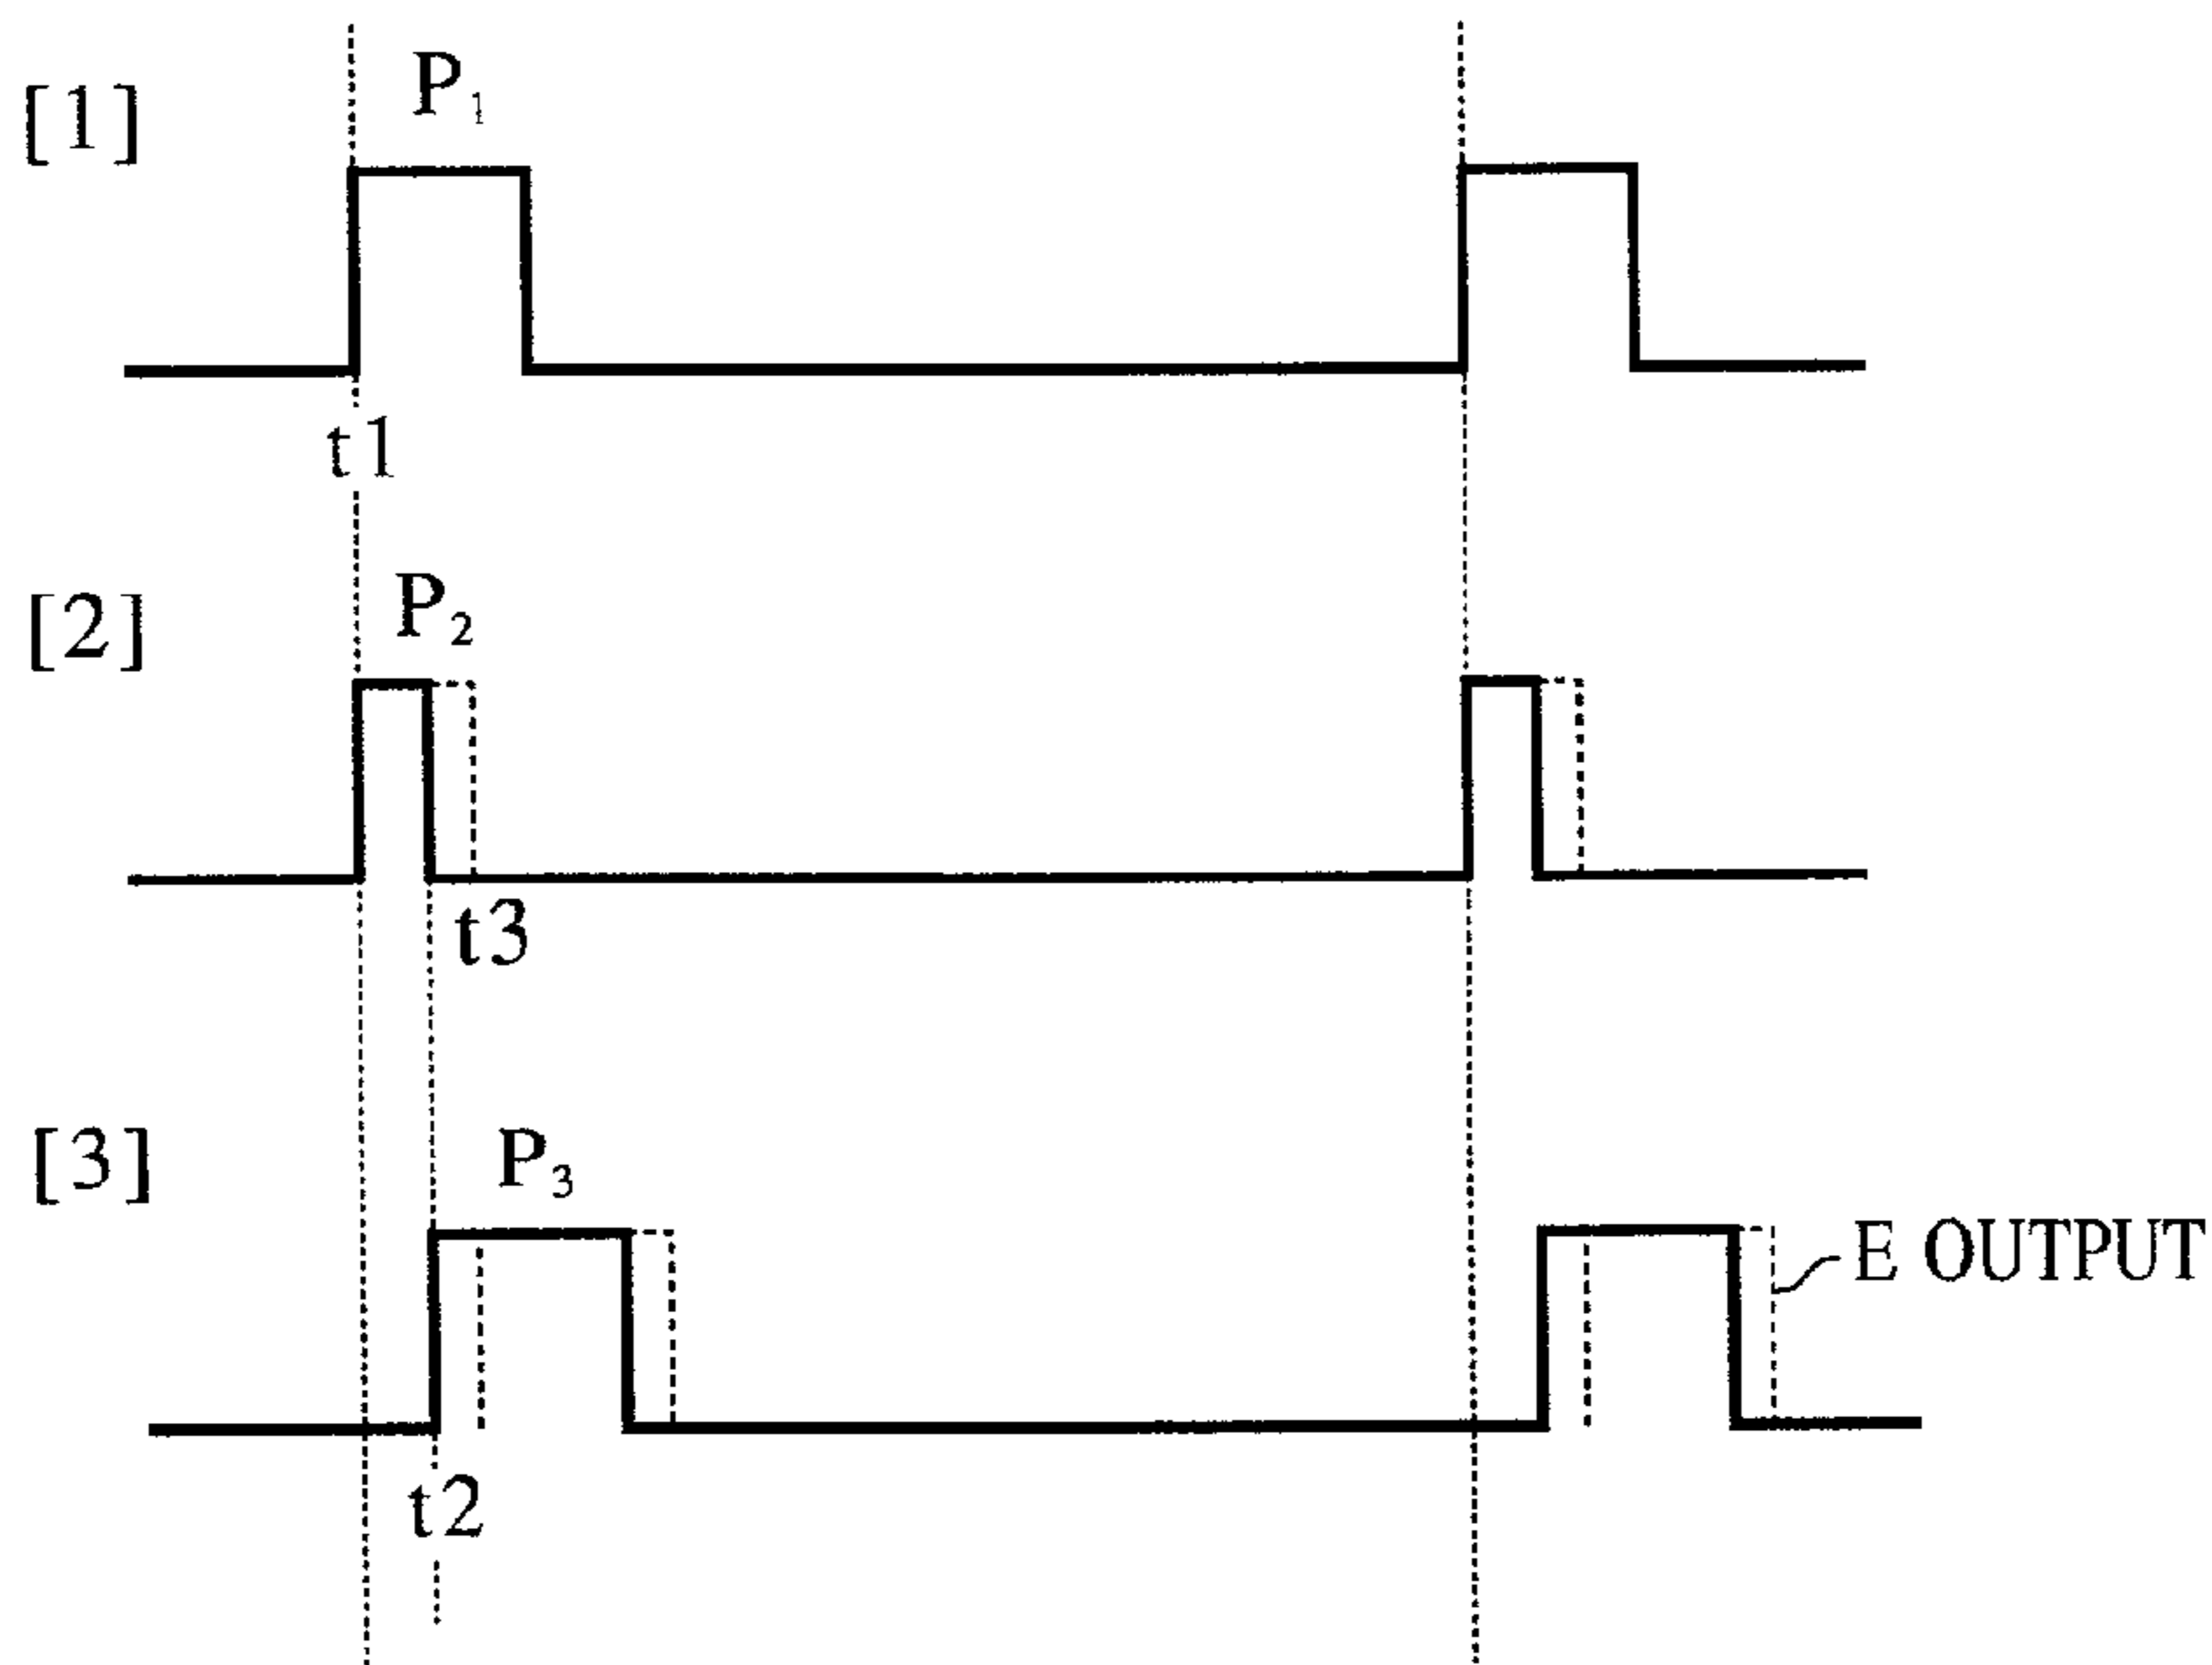 [1]
P₁
t1
[2]
P₂
t3
[3]
P₃
E OUTPUT
t2